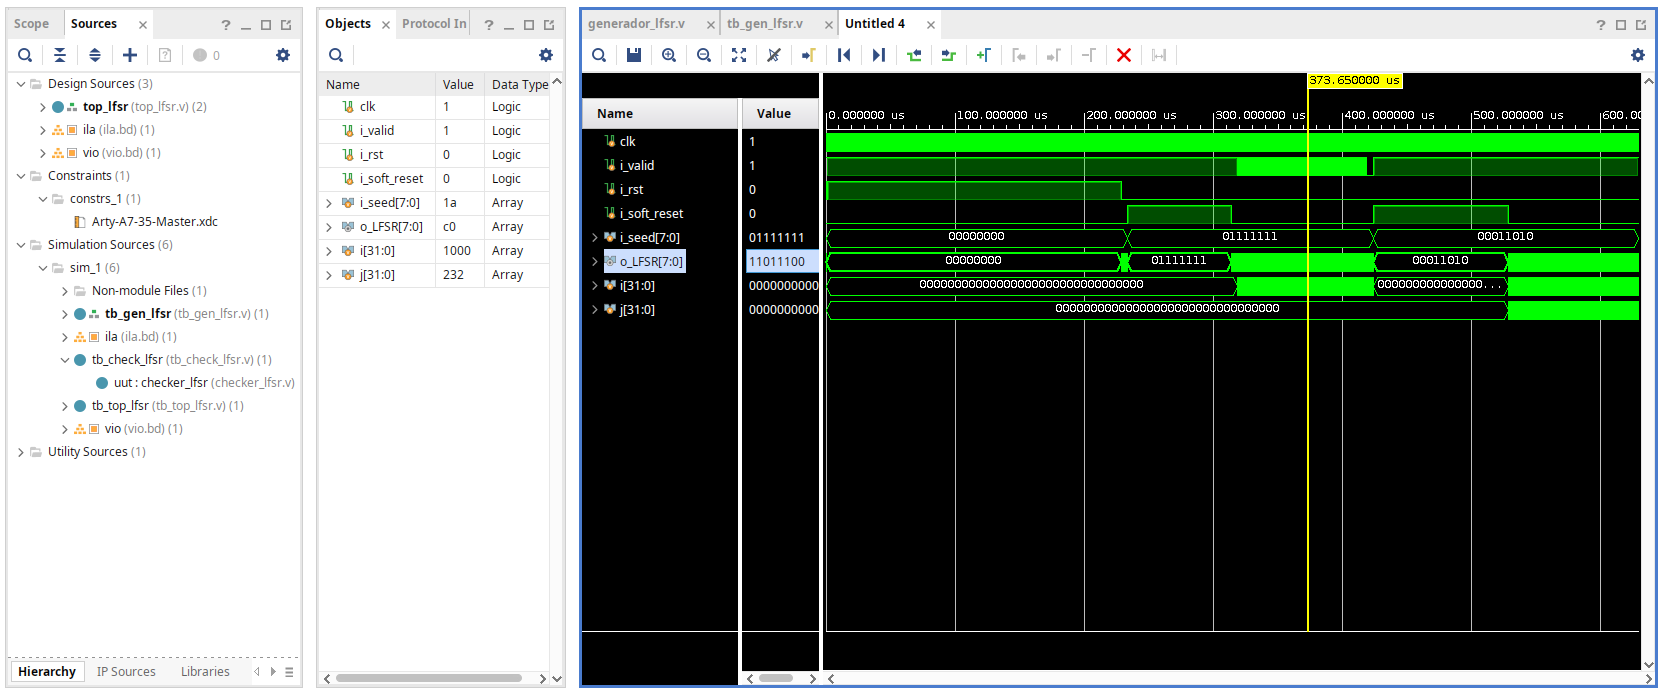 Scope
Sources
0
Design Sources (3)
top_lfsr (top_lfsr.v) (2)
ila (ila.bd) (1)
vio (vio.bd) (1)
Constraints (1)
constrs_1 (1)
Arty-A7-35-Master.xdc
Simulation Sources (6)
sim_1 (6)
Non-module Files (1)
tb_gen_lfsr (tb_gen_lfsr.v) (1)
ila (ila.bd) (1)
tb_check_lfsr (tb_check_lfsr.v) (1)
uut : checker_lfsr (checker_lfsr.v)
tb_top_lfsr (tb_top_lfsr.v) (1)
vio (vio.bd) (1)
Utility Sources (1)
Hierarchy IP Sources Libraries
Objects Protocol In
Name Value Data Type
clk 1 Logic
i_valid 1 Logic
i_rst 0 Logic
i_soft_reset 0 Logic
i_seed[7:0] 1a Array
o_LFSR[7:0] c0 Array
i[31:0] 1000 Array
j[31:0] 232 Array
generador_lfsr.v tb_gen_lfsr.v Untitled 4
373.650000 us
Name Value
0.000000 us 100.000000 us 200.000000 us 300.000000 us 400.000000 us 500.000000 us 600.00
clk 1
i_valid 1
i_rst 0
i_soft_reset 0
i_seed[7:0] 01111111 00000000 01111111 00011010
o_LFSR[7:0] 11011100 00000000 01111111 00011010
i[31:0] 0000000000 00000000000000000000000000000000 00000000000000...
j[31:0] 0000000000 00000000000000000000000000000000